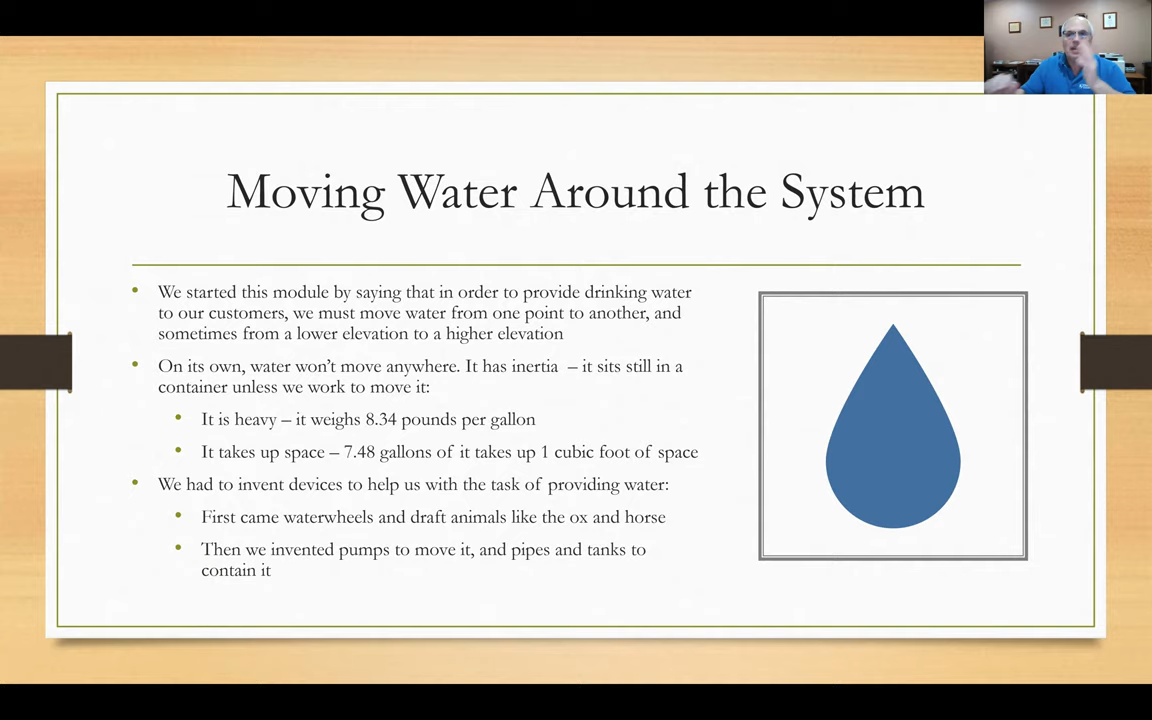 Moving Water Around the System
• We started this module by saying that in order to provide drinking water
to our customers, we must move water from one point to another, and
sometimes from a lower elevation to a higher elevation
• On its own, water won't move anywhere. It has inertia – it sits still in a
container unless we work to move it:
• It is heavy – it weighs 8.34 pounds per gallon
• It takes up space – 7.48 gallons of it takes up 1 cubic foot of space
• We had to invent devices to help us with the task of providing water:
• First came waterwheels and draft animals like the ox and horse
• Then we invented pumps to move it, and pipes and tanks to
contain it